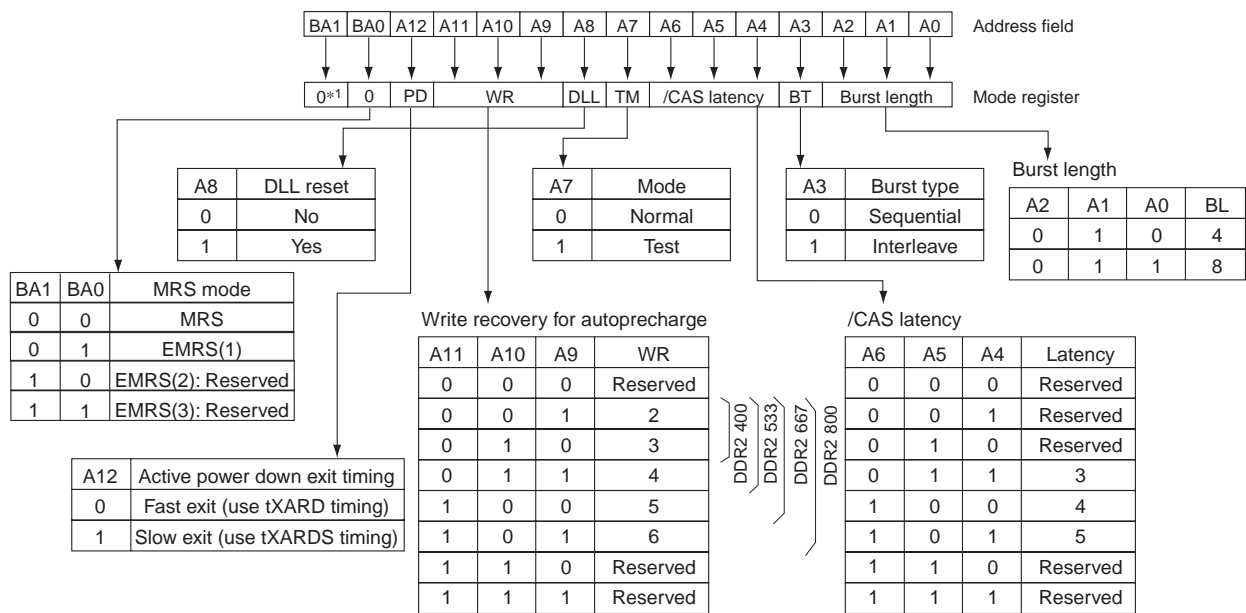 BA1 BA0 A12 A11 A10 A9 A8 A7 A6 A5 A4 A3 A2 A1 A0 Address field
0*1 0 PD WR DLL TM /CAS latency BT Burst length Mode register
A8 DLL reset
0 No
1 Yes
A7 Mode
0 Normal
1 Test
A3 Burst type
0 Sequential
1 Interleave
Burst length
A2 A1 A0 BL
0 1 0 4
0 1 1 8
BA1 BA0 MRS mode
0 0 MRS
0 1 EMRS(1)
1 0 EMRS(2): Reserved
1 1 EMRS(3): Reserved
A12 Active power down exit timing
0 Fast exit (use tXARD timing)
1 Slow exit (use tXARDS timing)
Write recovery for autoprecharge
A11 A10 A9 WR
0 0 0 Reserved
0 0 1 2
0 1 0 3
0 1 1 4
1 0 0 5
1 0 1 6
1 1 0 Reserved
1 1 1 Reserved
DDR2 400
DDR2 533
DDR2 667
DDR2 800
/CAS latency
A6 A5 A4 Latency
0 0 0 Reserved
0 0 1 Reserved
0 1 0 Reserved
0 1 1 3
1 0 0 4
1 0 1 5
1 1 0 Reserved
1 1 1 Reserved